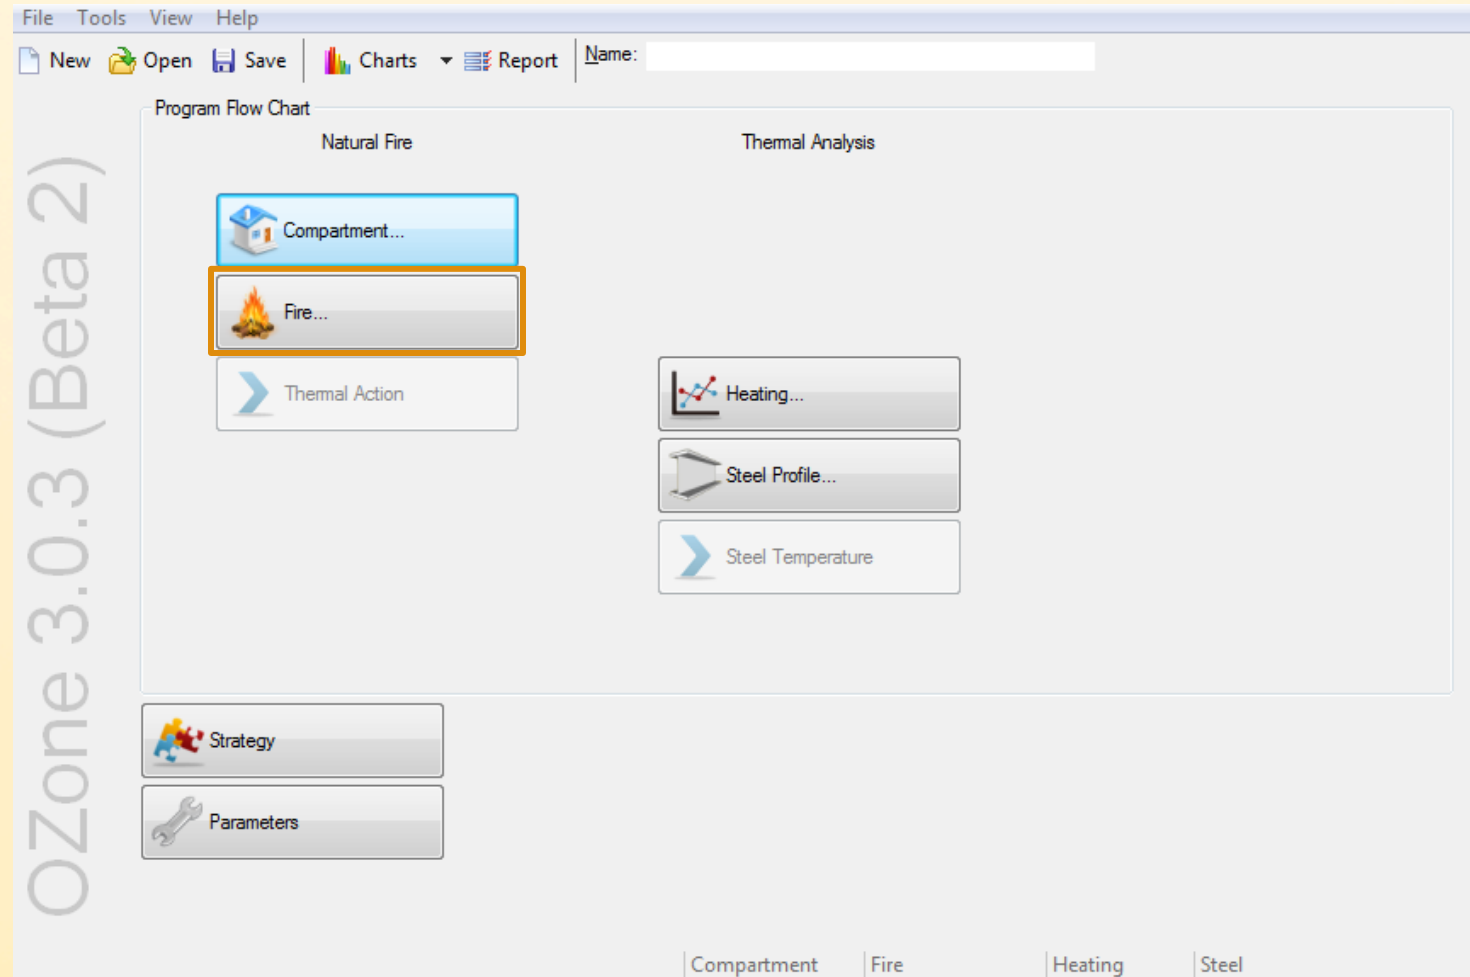 File Tools View Help
New Open Save Charts Report Name:
Program Flow Chart
Natural Fire Thermal Analysis
Compartment...
Fire...
Thermal Action Heating...
Steel Profile...
Steel Temperature
Strategy
Parameters
OZone 3.0.3 (Beta 2)
Compartment Fire Heating Steel